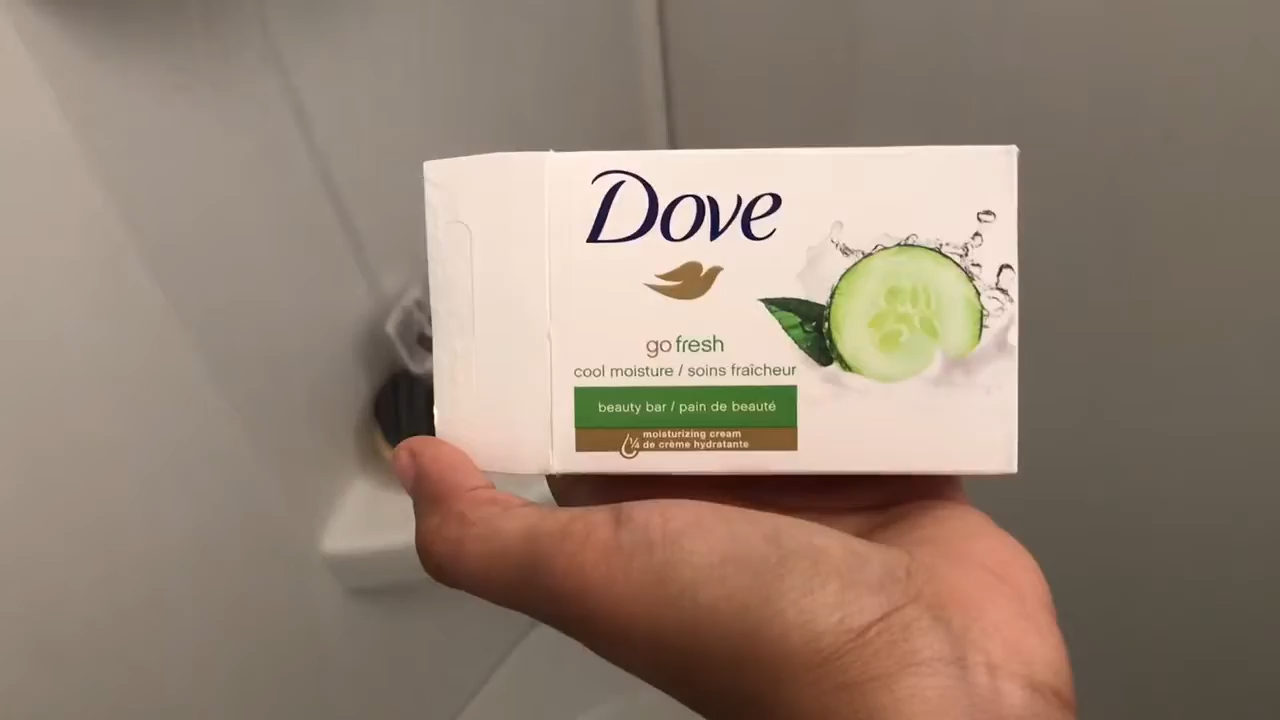 Dove
go fresh
cool moisture / soins fraîcheur
beauty bar / pain de beauté
moisturizing cream
¼ de crème hydratante